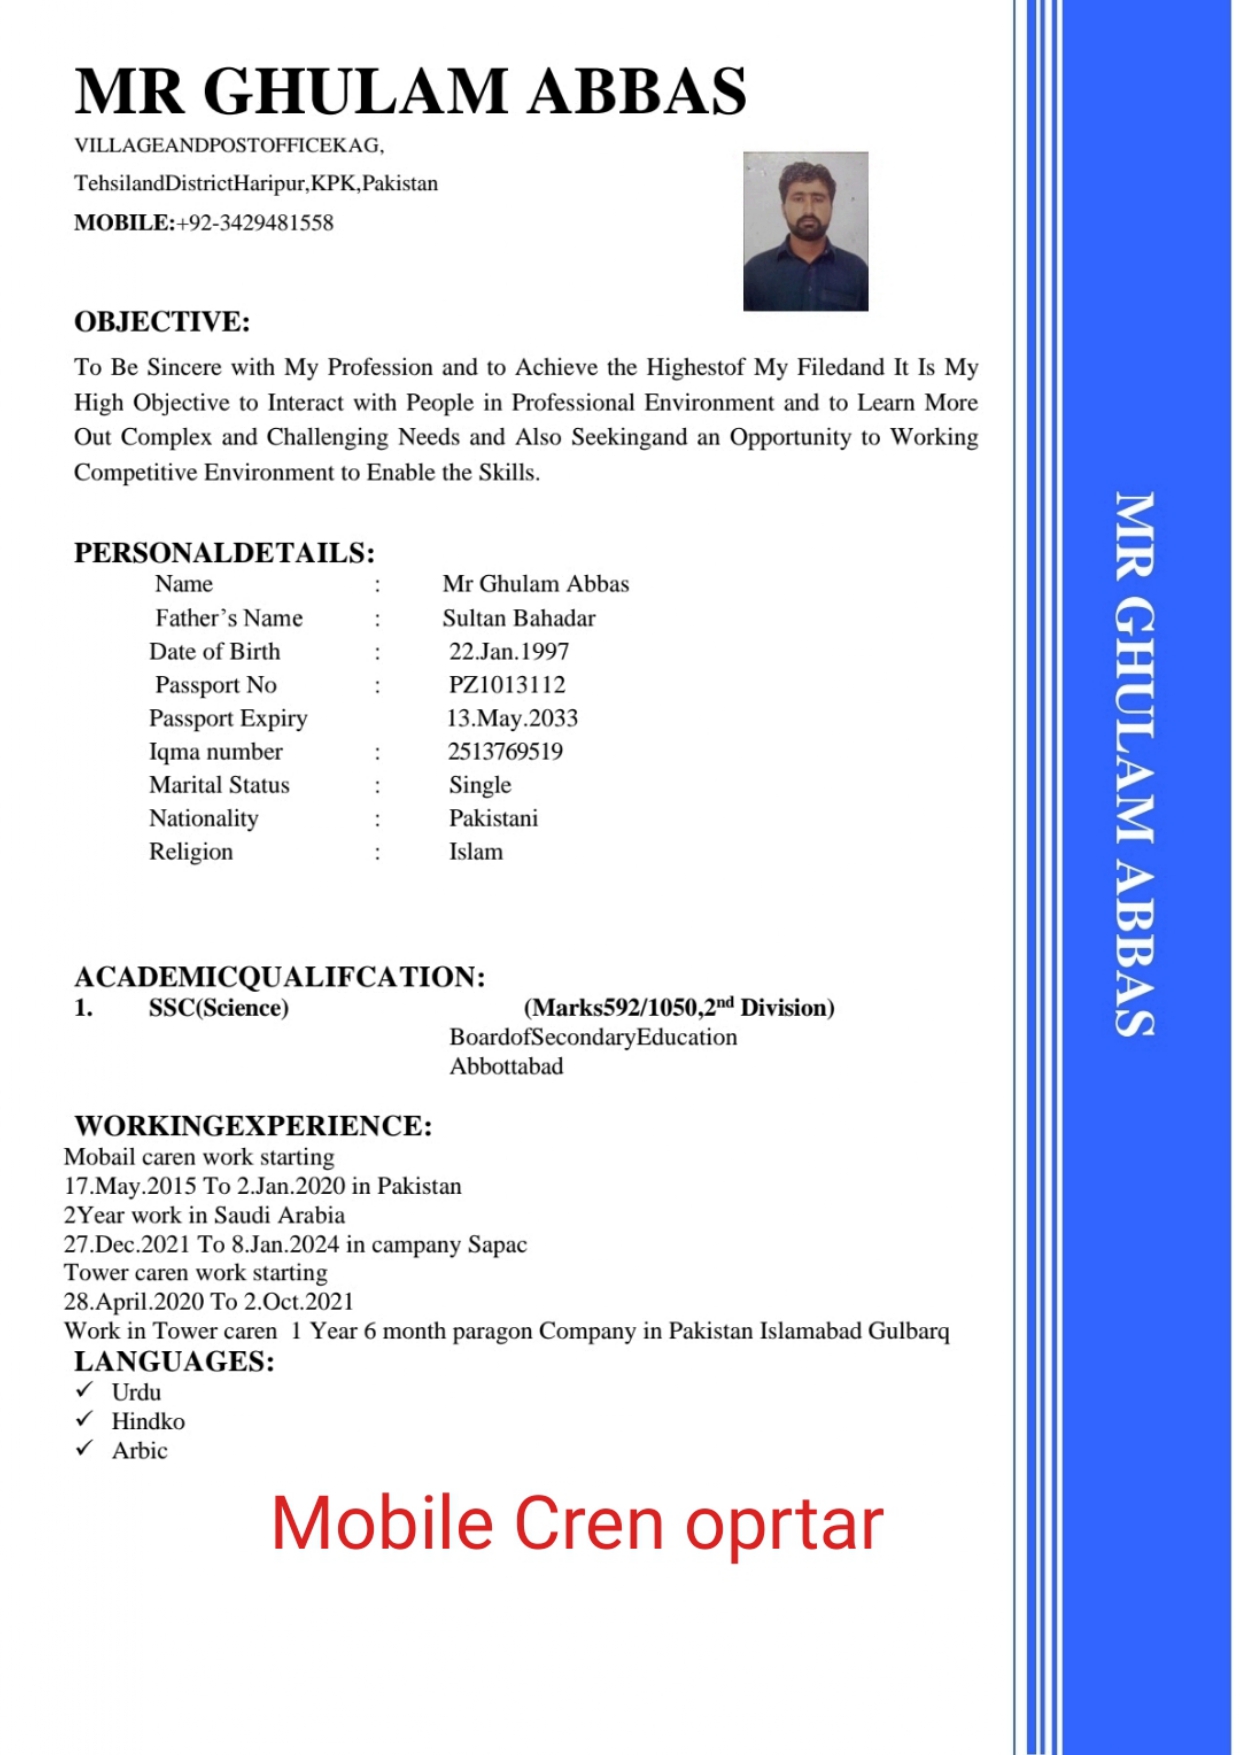 MR GHULAM ABBAS
VILLAGEANDPOSTOFFICEKAG,
TehsilandDistrictHaripur,KPK,Pakistan
MOBILE:+92-3429481558
OBJECTIVE:
To Be Sincere with My Profession and to Achieve the Highestof My Filedand It Is My
High Objective to Interact with People in Professional Environment and to Learn More
Out Complex and Challenging Needs and Also Seekingand an Opportunity to Working
Competitive Environment to Enable the Skills.
PERSONALDETAILS:
Name : Mr Ghulam Abbas
Father's Name : Sultan Bahadar
Date of Birth : 22.Jan.1997
Passport No : PZ1013112
Passport Expiry 13.May.2033
Iqma number : 2513769519
Marital Status : Single
Nationality : Pakistani
Religion : Islam
ACADEMICQUALIFCATION:
1. SSC(Science) (Marks592/1050,2nd Division)
BoardofSecondaryEducation
Abbottabad
WORKINGEXPERIENCE:
Mobail caren work starting
17.May.2015 To 2.Jan.2020 in Pakistan
2Year work in Saudi Arabia
27.Dec.2021 To 8.Jan.2024 in campany Sapac
Tower caren work starting
28.April.2020 To 2.Oct.2021
Work in Tower caren 1 Year 6 month paragon Company in Pakistan Islamabad Gulbarq
LANGUAGES:
✓ Urdu
✓ Hindko
✓ Arbic
Mobile Cren oprtar
MR GHULAM ABBAS